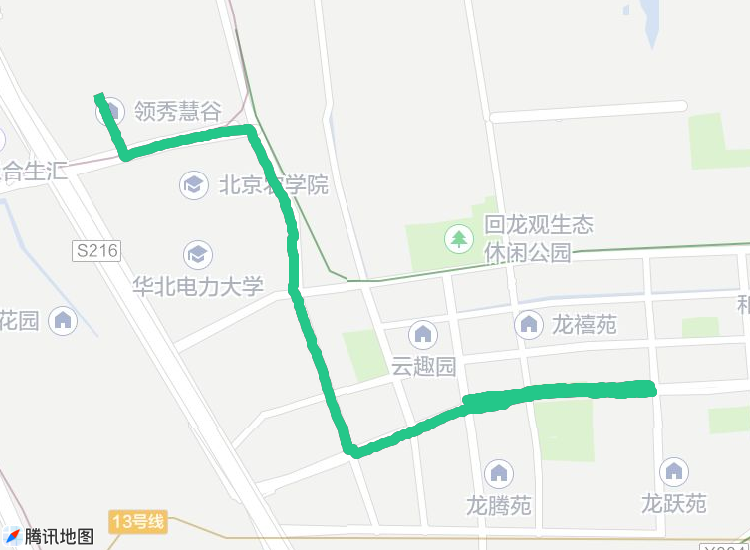 领秀慧谷
合生汇
北京农学院
S216
回龙观生态
休闲公园
华北电力大学
花园
龙禧苑
和
云趣园
龙腾苑
龙跃苑
13号线
腾讯地图